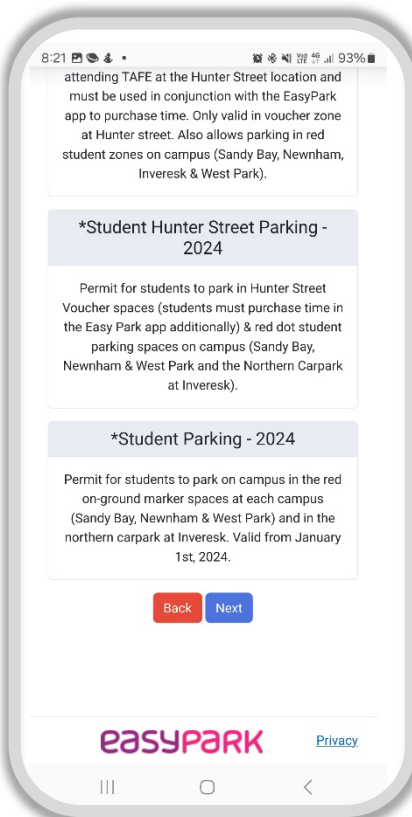 8:21
93%
attending TAFE at the Hunter Street location and
must be used in conjunction with the EasyPark
app to purchase time. Only valid in voucher zone
at Hunter street. Also allows parking in red
student zones on campus (Sandy Bay, Newnham,
Inveresk & West Park).
*Student Hunter Street Parking -
2024
Permit for students to park in Hunter Street
Voucher spaces (students must purchase time in
the Easy Park app additionally) & red dot student
parking spaces on campus (Sandy Bay,
Newnham & West Park and the Northern Carpark
at Inveresk).
*Student Parking - 2024
Permit for students to park on campus in the red
on-ground marker spaces at each campus
(Sandy Bay, Newnham & West Park) and in the
northern carpark at Inveresk. Valid from January
1st, 2024.
Back Next
easypark Privacy